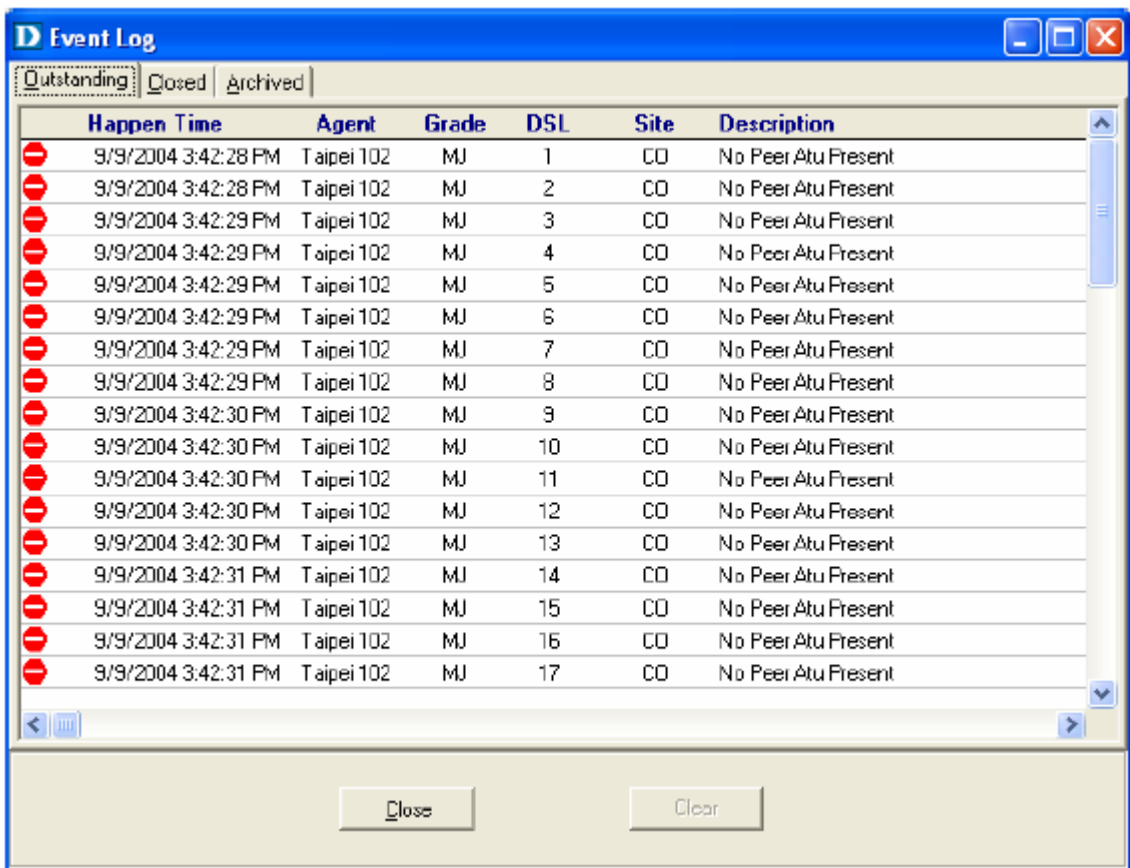 D Event Log
Outstanding Closed Archived
Happen Time Agent Grade DSL Site Description
9/9/2004 3:42:28 PM Taipei 102 MJ 1 CO No Peer Atu Present
9/9/2004 3:42:28 PM Taipei 102 MJ 2 CO No Peer Atu Present
9/9/2004 3:42:29 PM Taipei 102 MJ 3 CO No Peer Atu Present
9/9/2004 3:42:29 PM Taipei 102 MJ 4 CO No Peer Atu Present
9/9/2004 3:42:29 PM Taipei 102 MJ 5 CO No Peer Atu Present
9/9/2004 3:42:29 PM Taipei 102 MJ 6 CO No Peer Atu Present
9/9/2004 3:42:29 PM Taipei 102 MJ 7 CO No Peer Atu Present
9/9/2004 3:42:29 PM Taipei 102 MJ 8 CO No Peer Atu Present
9/9/2004 3:42:30 PM Taipei 102 MJ 9 CO No Peer Atu Present
9/9/2004 3:42:30 PM Taipei 102 MJ 10 CO No Peer Atu Present
9/9/2004 3:42:30 PM Taipei 102 MJ 11 CO No Peer Atu Present
9/9/2004 3:42:30 PM Taipei 102 MJ 12 CO No Peer Atu Present
9/9/2004 3:42:30 PM Taipei 102 MJ 13 CO No Peer Atu Present
9/9/2004 3:42:31 PM Taipei 102 MJ 14 CO No Peer Atu Present
9/9/2004 3:42:31 PM Taipei 102 MJ 15 CO No Peer Atu Present
9/9/2004 3:42:31 PM Taipei 102 MJ 16 CO No Peer Atu Present
9/9/2004 3:42:31 PM Taipei 102 MJ 17 CO No Peer Atu Present
Close Clear